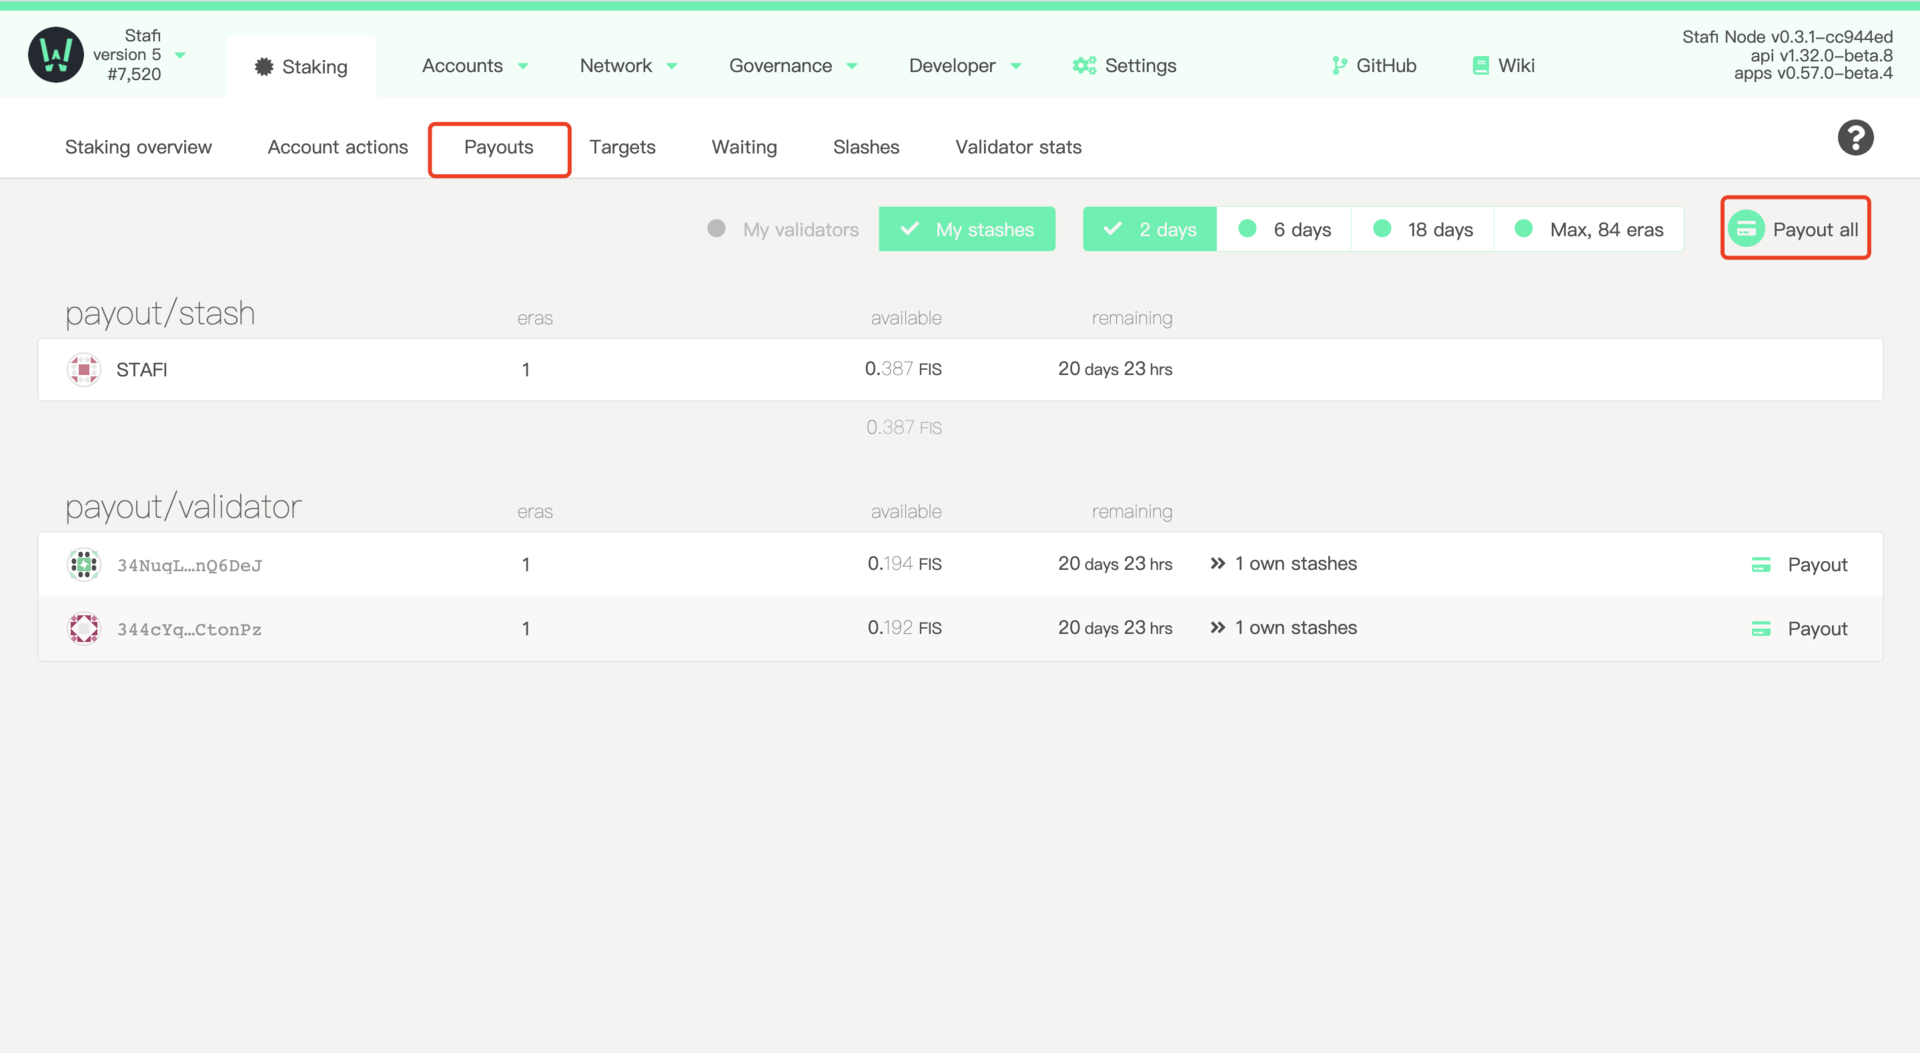 Stafi
version 5
#7,520
Staking
Accounts
Network
Governance
Developer
Settings
GitHub
Wiki
Stafi Node v0.3.1-cc944ed
api v1.32.0-beta.8
apps v0.57.0-beta.4
Staking overview
Account actions
Payouts
Targets
Waiting
Slashes
Validator stats
?
My validators
My stashes
2 days
6 days
18 days
Max, 84 eras
Payout all
payout/stash eras available remaining
STAFI 1 0.387 FIS 20 days 23 hrs
0.387 FIS
payout/validator eras available remaining
34NuqL…nQ6DeJ 1 0.194 FIS 20 days 23 hrs 1 own stashes Payout
344cYq…CtonPz 1 0.192 FIS 20 days 23 hrs 1 own stashes Payout